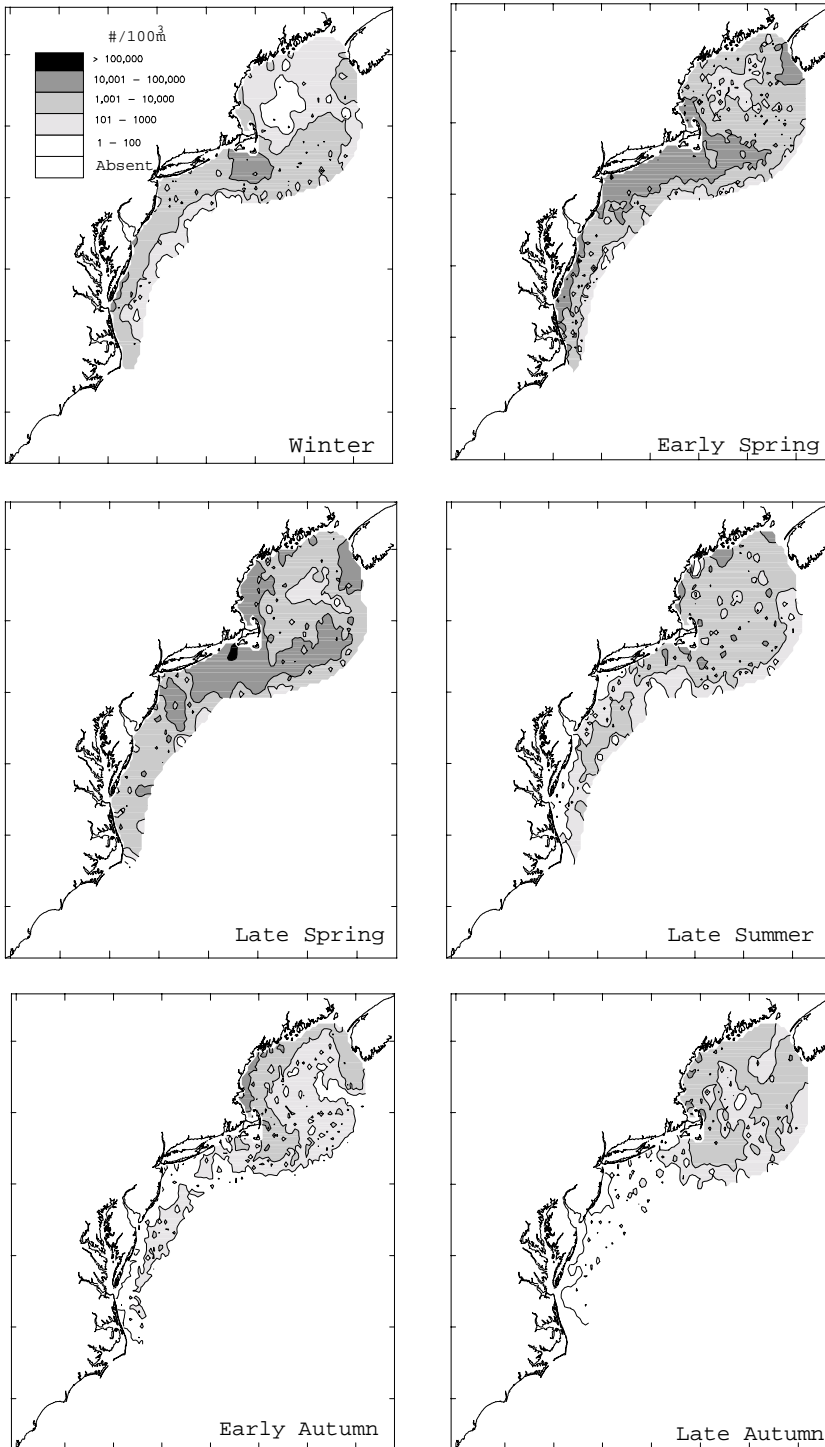 #/100m³
> 100,000
10,001 – 100,000
1,001 – 10,000
101 – 1000
1 – 100
Absent
Winter
Early Spring
Late Spring
Late Summer
Early Autumn
Late Autumn